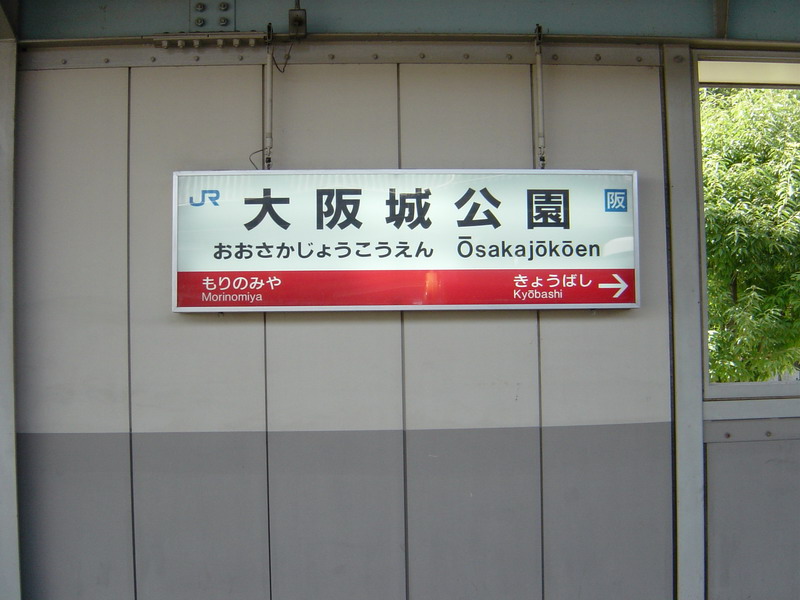 JR 大阪城公園 阪
おおさかじょうこうえん Ōsakajōkōen
もりのみや きょうばし
Morinomiya Kyōbashi